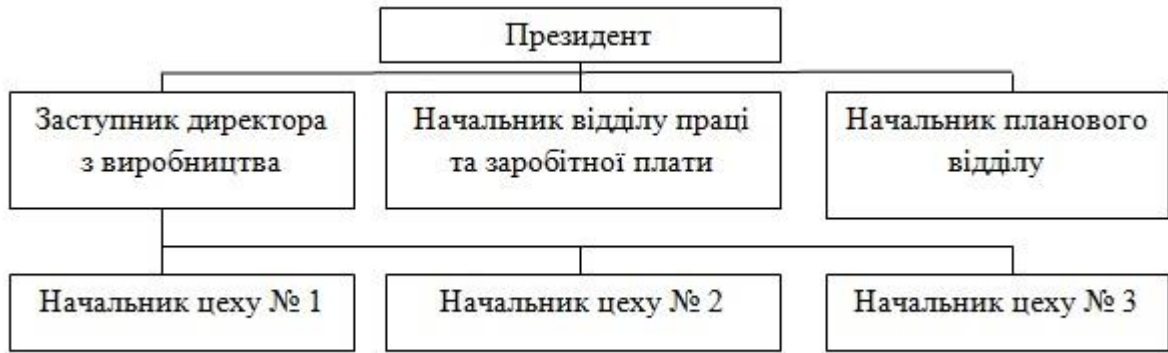 Президент
Заступник директора
з виробництва
Начальник відділу праці
та заробітної плати
Начальник планового
відділу
Начальник цеху № 1
Начальник цеху № 2
Начальник цеху № 3